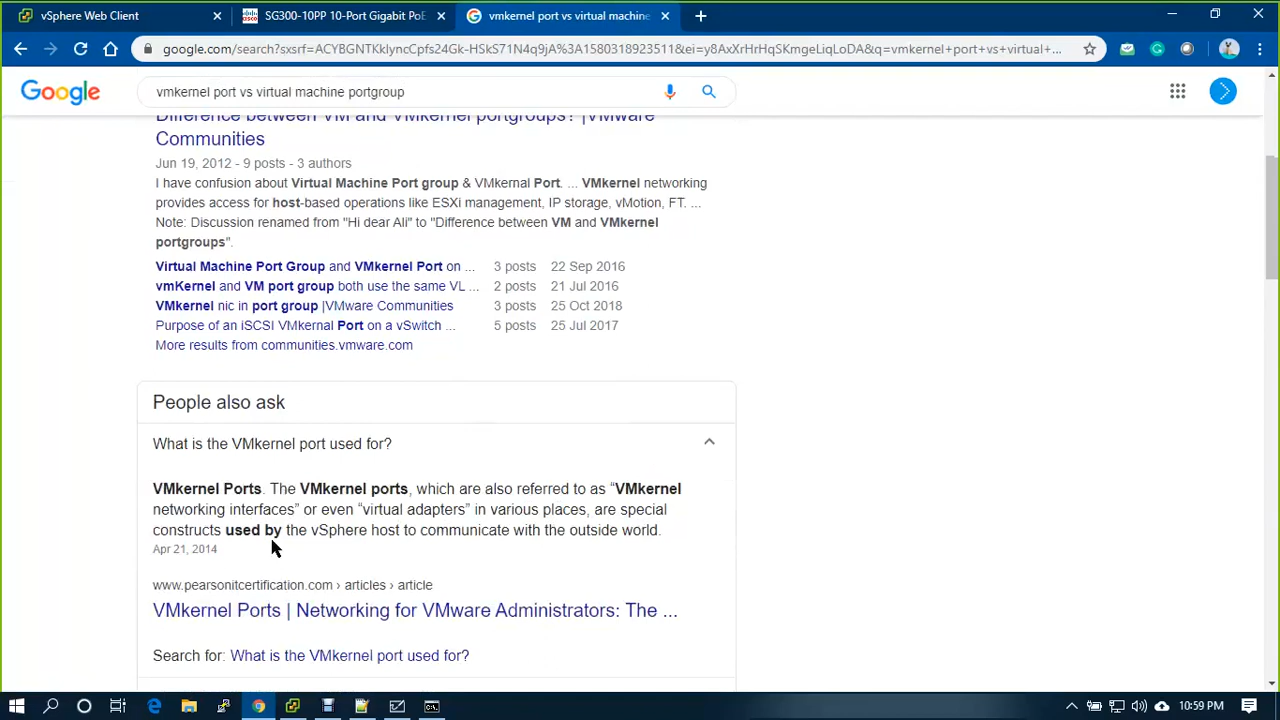 vSphere Web Client
SG300-10PP 10-Port Gigabit PoE
vmkernel port vs virtual machine
google.com/search?sxsrf=ACYBGNTKklyncCpfs24Gk-HSkS71N4q9jA%3A1580318923511&ei=y8AxXrHrHqSKmgeLiqLoDA&q=vmkernel+port+vs+virtual+...
Google
vmkernel port vs virtual machine portgroup
Difference between VM and VMkernel portgroups? |VMware
Communities
Jun 19, 2012 - 9 posts - 3 authors
I have confusion about Virtual Machine Port group & VMKernal Port. ... VMkernel networking
provides access for host-based operations like ESXi management, IP storage, vMotion, FT. ...
Note: Discussion renamed from "Hi dear Ali" to "Difference between VM and VMkernel
portgroups".
Virtual Machine Port Group and VMkernel Port on ... 3 posts 22 Sep 2016
vmKernel and VM port group both use the same VL ... 2 posts 21 Jul 2016
VMkernel nic in port group |VMware Communities 3 posts 25 Oct 2018
Purpose of an iSCSI VMkernal Port on a vSwitch ... 5 posts 25 Jul 2017
More results from communities.vmware.com
People also ask
What is the VMkernel port used for?
VMkernel Ports. The VMkernel ports, which are also referred to as “VMkernel
networking interfaces” or even “virtual adapters” in various places, are special
constructs used by the vSphere host to communicate with the outside world.
Apr 21, 2014
www.pearsonitcertification.com › articles › article
VMkernel Ports | Networking for VMware Administrators: The ...
Search for: What is the VMkernel port used for?
10:59 PM